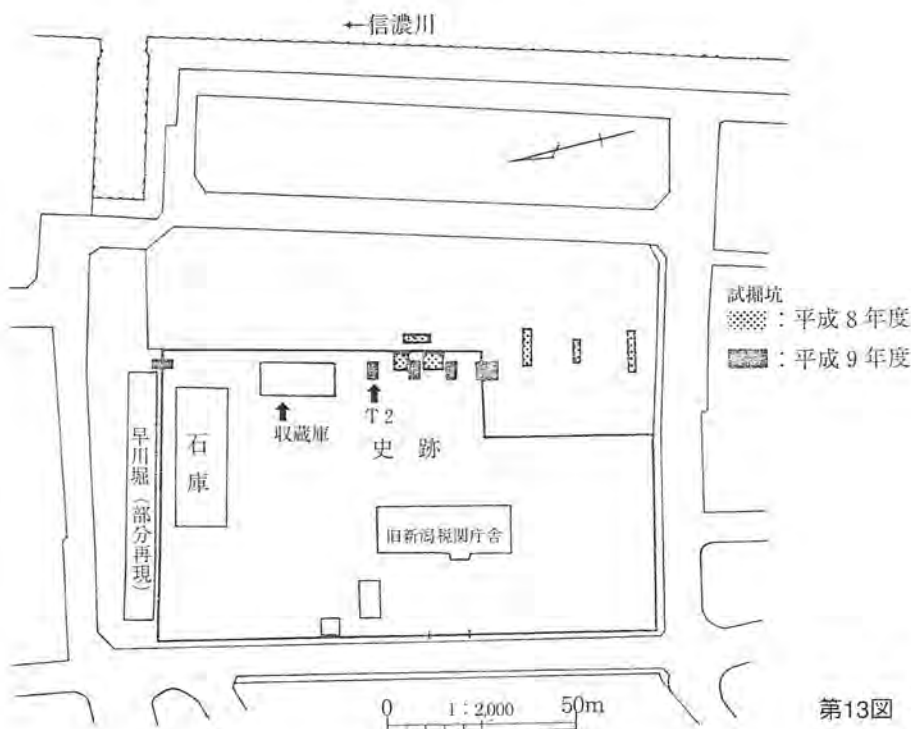 ←信濃川
試掘坑
：平成8年度
：平成9年度
T2
収蔵庫
史跡
石庫
早川堀（部分再現）
旧新潟税関庁舎
0 1：2,000 50m
第13図